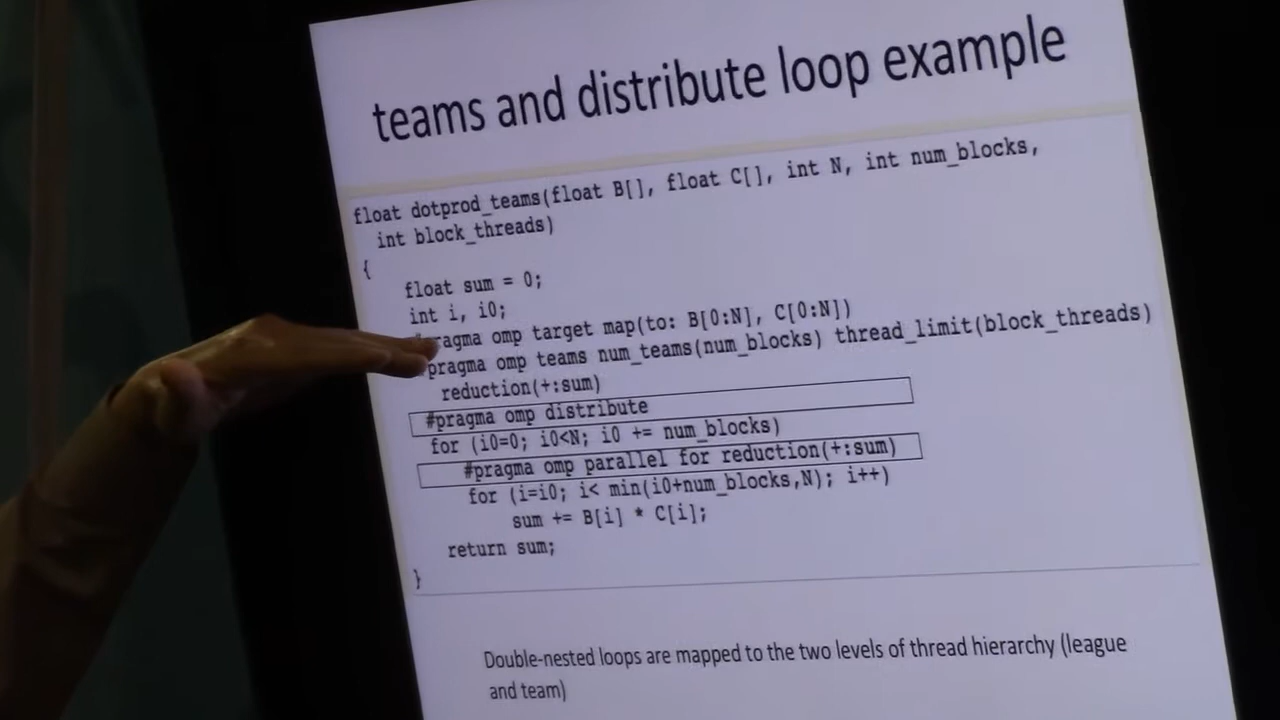 teams and distribute loop example
float dotprod_teams(float B[], float C[], int N, int num_blocks,
int block_threads)
{
float sum = 0;
int i, i0;
#pragma omp target map(to: B[0:N], C[0:N])
#pragma omp teams num_teams(num_blocks) thread_limit(block_threads)
reduction(+:sum)
#pragma omp distribute
for (i0=0; i0<N; i0 += num_blocks)
#pragma omp parallel for reduction(+:sum)
for (i=i0; i< min(i0+num_blocks,N); i++)
sum += B[i] * C[i];
return sum;
}
Double-nested loops are mapped to the two levels of thread hierarchy (league
and team)